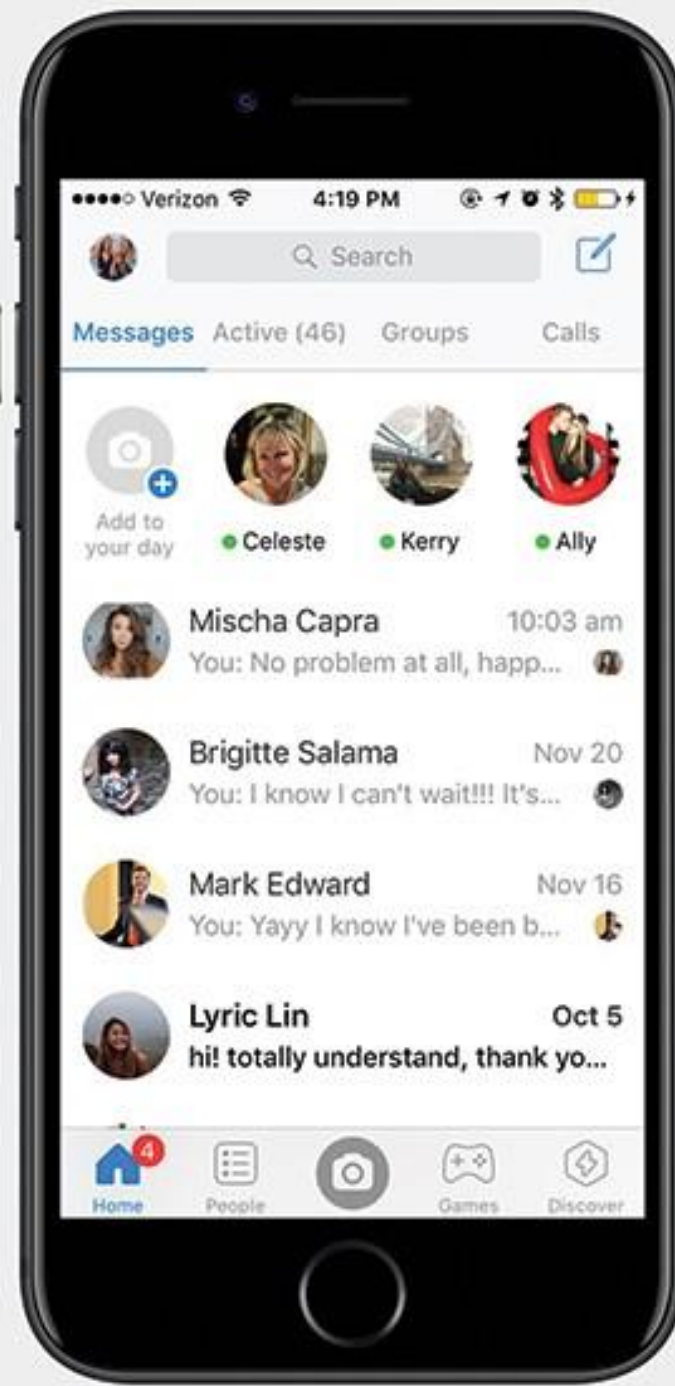 Verizon 4:19 PM
Search
Messages Active (46) Groups Calls
Add to
your day
Celeste Kerry Ally
Mischa Capra 10:03 am
You: No problem at all, happ...
Brigitte Salama Nov 20
You: I know I can't wait!!! It's...
Mark Edward Nov 16
You: Yayy I know I've been b...
Lyric Lin Oct 5
hi! totally understand, thank yo...
4
Home People Games Discover